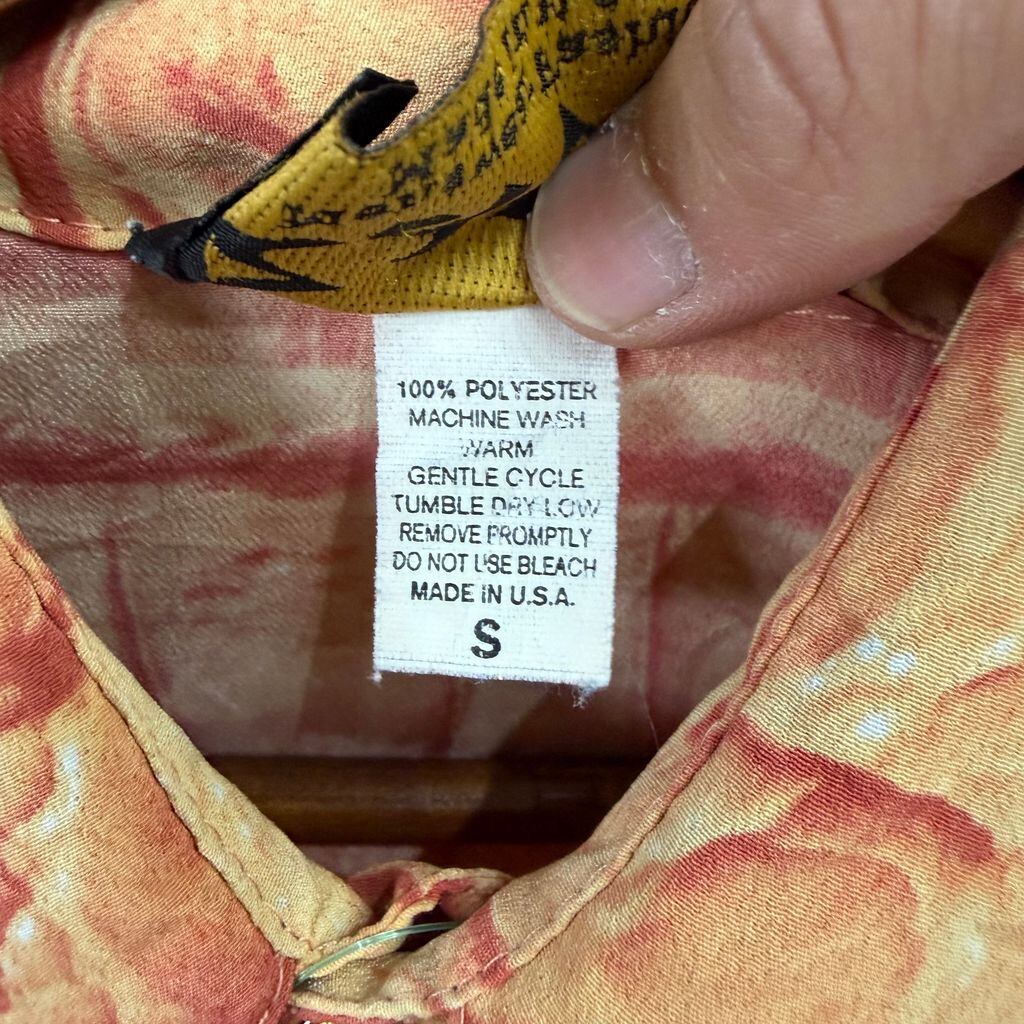 100% POLYESTER
MACHINE WASH
WARM
GENTLE CYCLE
TUMBLE DRY LOW
REMOVE PROMPTLY
DO NOT USE BLEACH
MADE IN U.S.A.
S